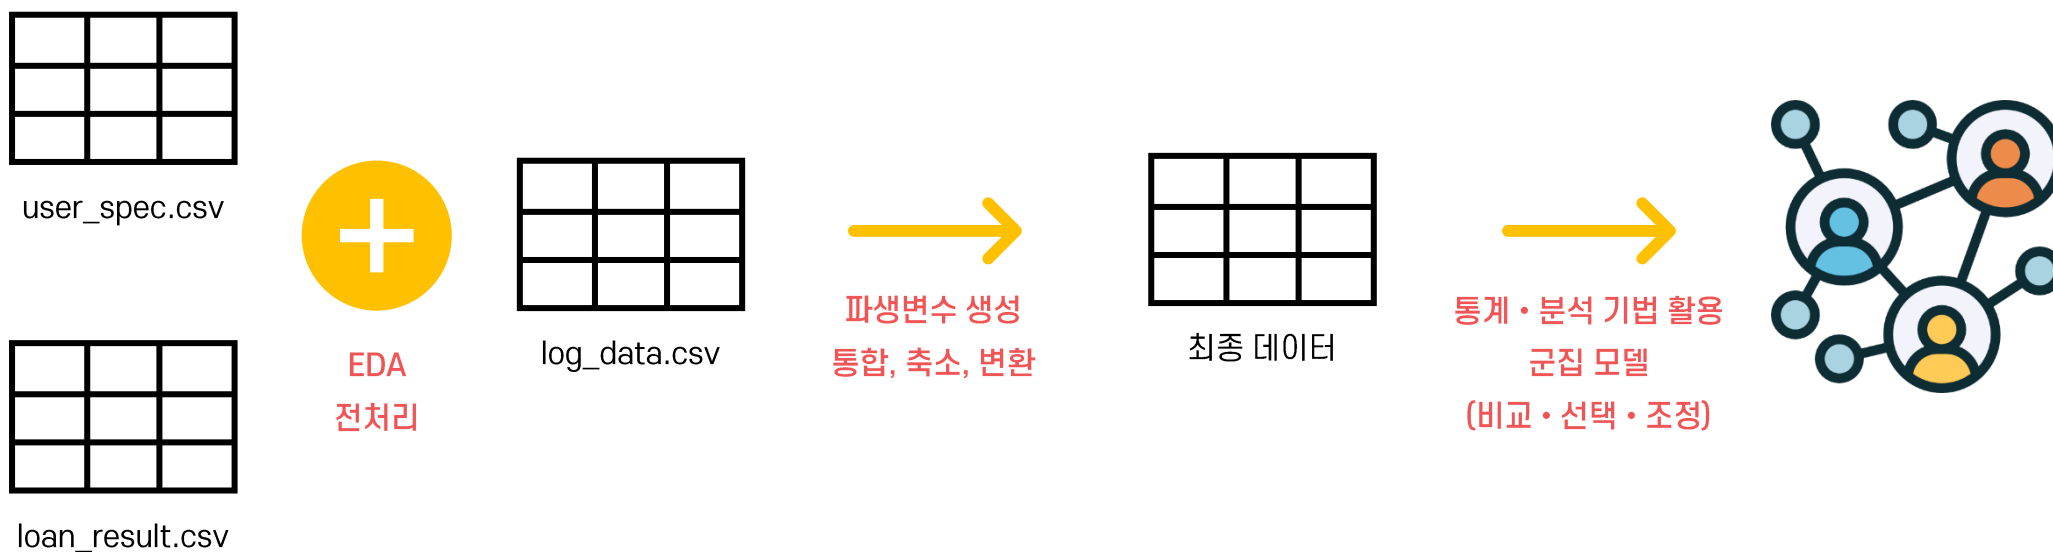 user_spec.csv
loan_result.csv
EDA
전처리
log_data.csv
파생변수 생성
통합, 축소, 변환
최종 데이터
통계 • 분석 기법 활용
군집 모델
(비교 • 선택 • 조정)